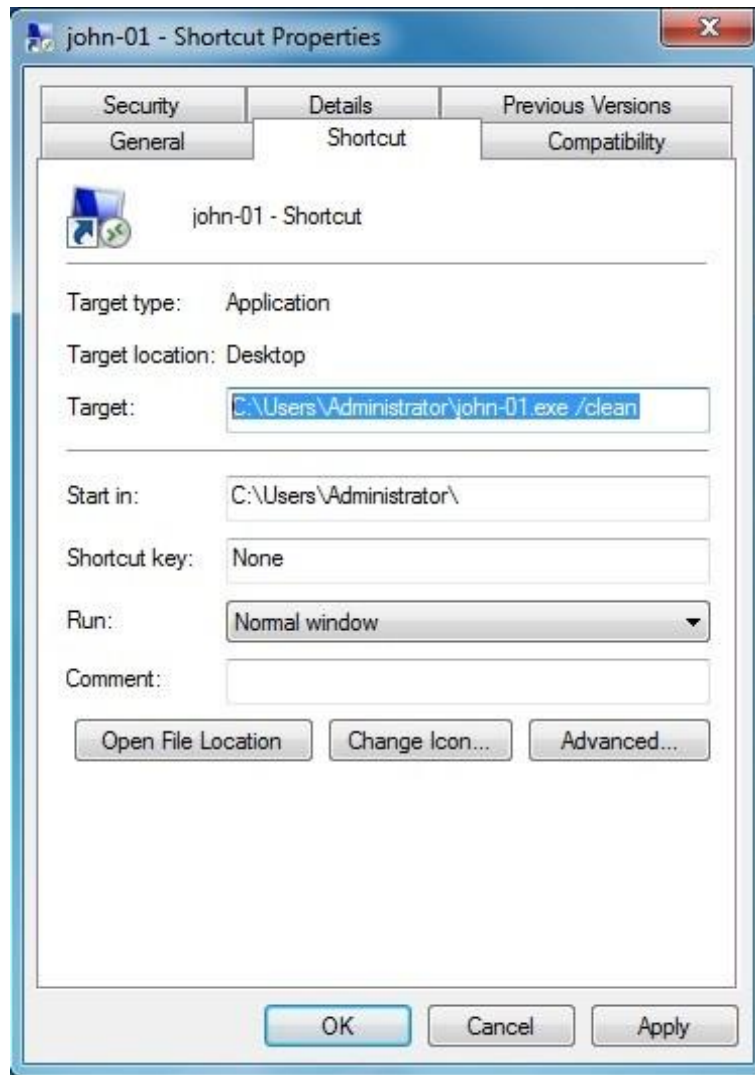 john-01 - Shortcut Properties
Security Details Previous Versions
General Shortcut Compatibility
john-01 - Shortcut
Target type: Application
Target location: Desktop
Target: C:\Users\Administrator\john-01.exe /clean
Start in: C:\Users\Administrator\
Shortcut key: None
Run: Normal window
Comment:
Open File Location Change Icon... Advanced...
OK Cancel Apply